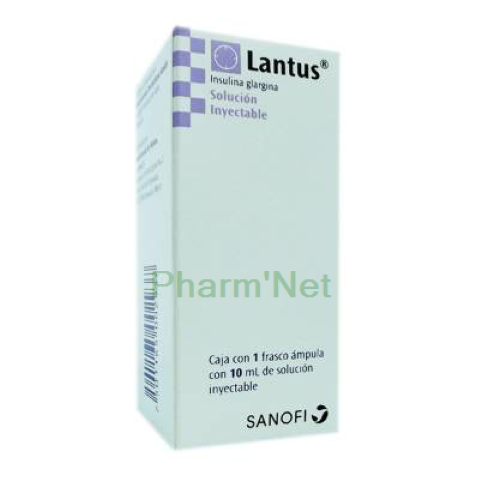 Lantus®
Insulina glargina
Solución
Inyectable
Pharm'Net
Caja con 1 frasco ámpula
con 10 mL de solución
inyectable
SANOFI